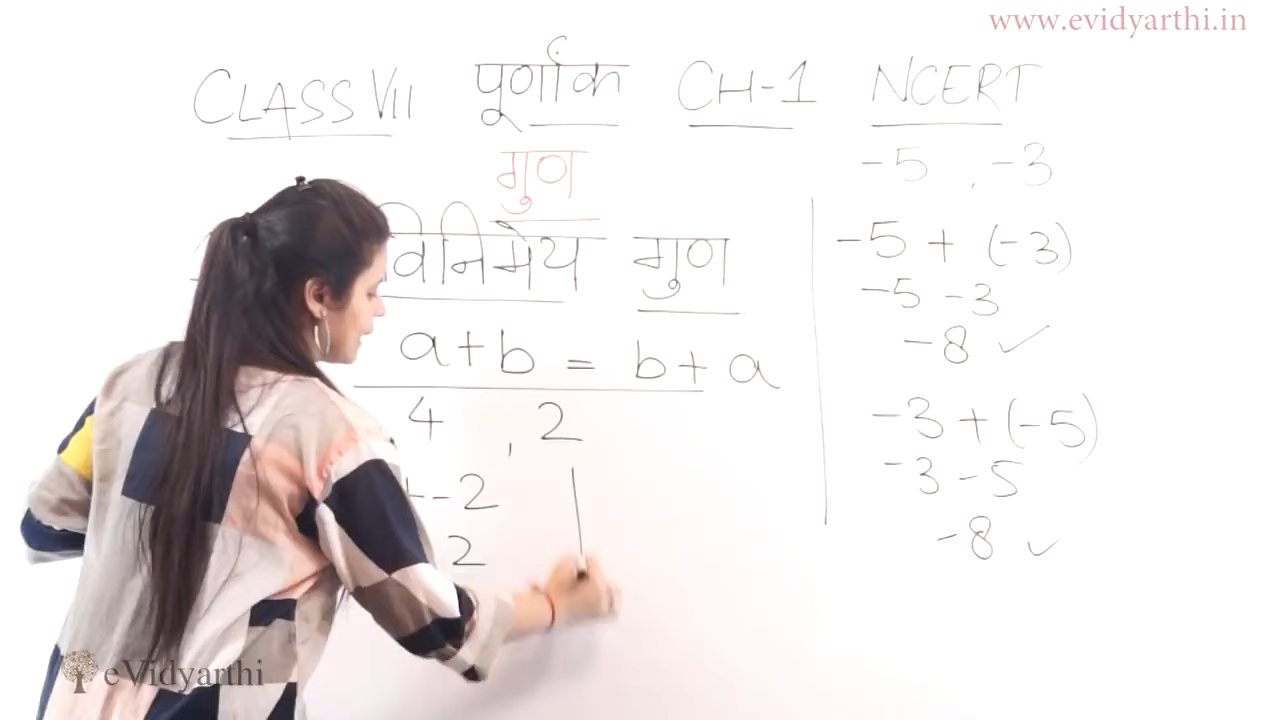 www.evidyarthi.in
CLASS VII पूर्णांक CH-1 NCERT
गुण
विनिमेय गुण
a+b = b+a
4 , 2
-2
2
-5 , -3
-5 + (-3)
-5 -3
-8 ✓
-3 + (-5)
-3 -5
-8 ✓
eVidyarthi